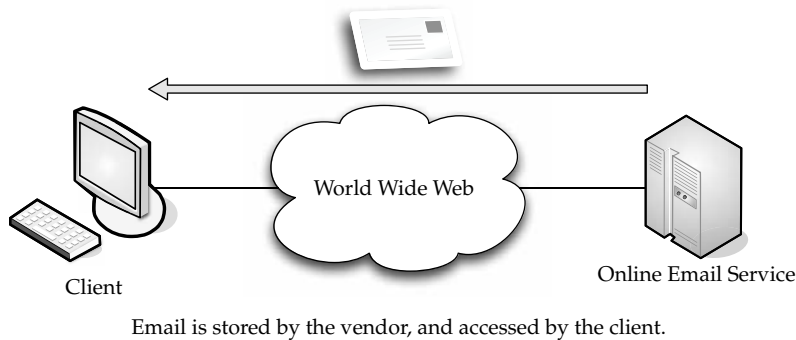 World Wide Web
Client
Online Email Service
Email is stored by the vendor, and accessed by the client.